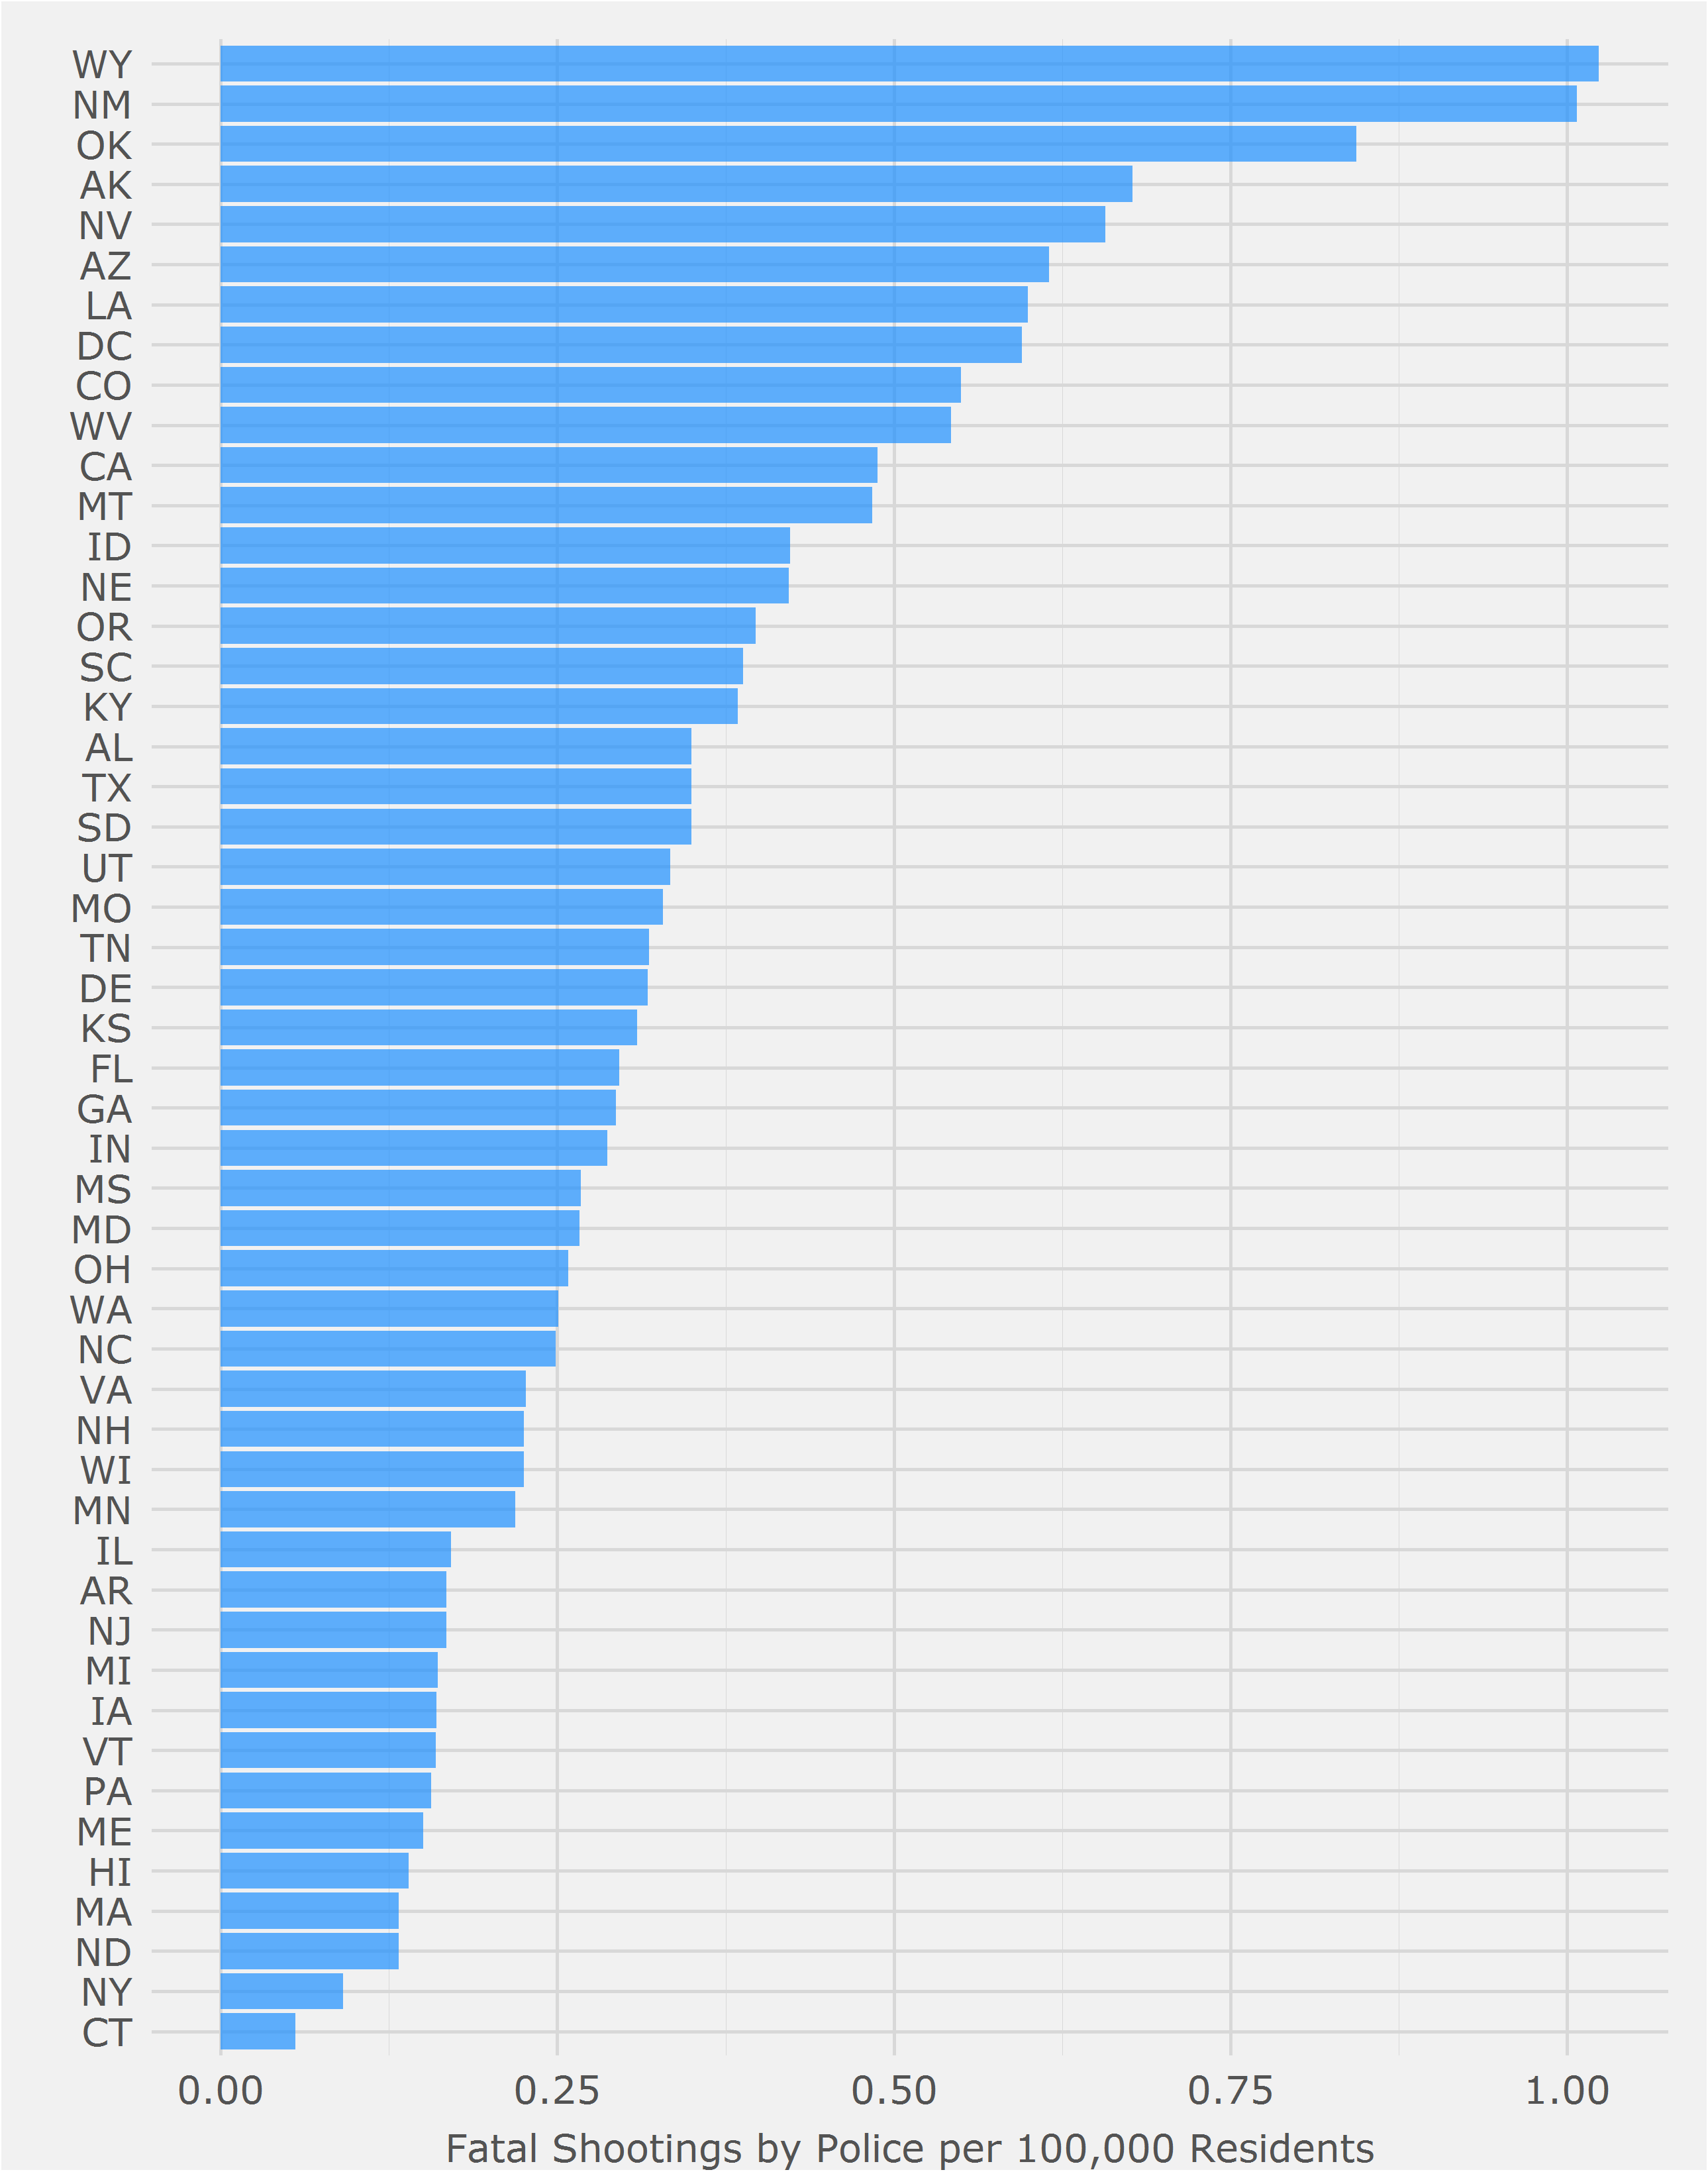 WY
NM
OK
AK
NV
AZ
LA
DC
CO
WV
CA
MT
ID
NE
OR
SC
KY
AL
TX
SD
UT
MO
TN
DE
KS
FL
GA
IN
MS
MD
OH
WA
NC
VA
NH
WI
MN
IL
AR
NJ
MI
IA
VT
PA
ME
HI
MA
ND
NY
CT
0.00 0.25 0.50 0.75 1.00
Fatal Shootings by Police per 100,000 Residents